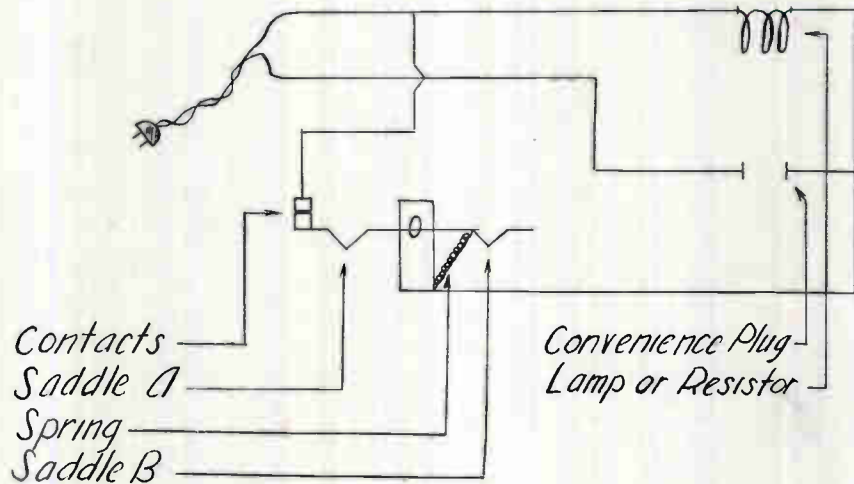 Contacts
Saddle A
Spring
Saddle B
Convenience Plug
Lamp or Resistor